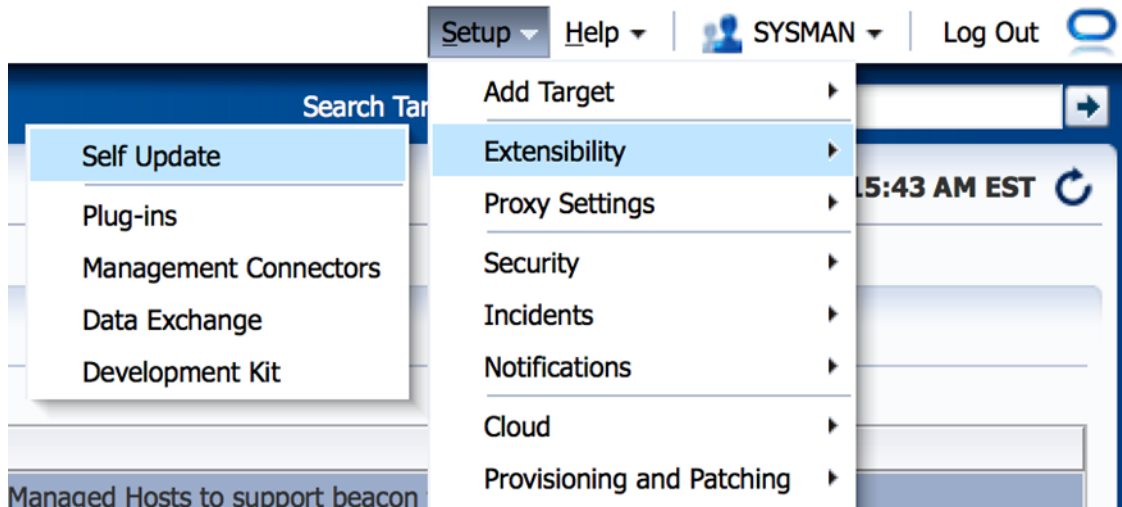 Setup Help SYSMAN Log Out
Search Tar
Add Target
Extensibility
Proxy Settings
Security
Incidents
Notifications
Cloud
Provisioning and Patching
Self Update
Plug-ins
Management Connectors
Data Exchange
Development Kit
5:43 AM EST
Managed Hosts to support beacon